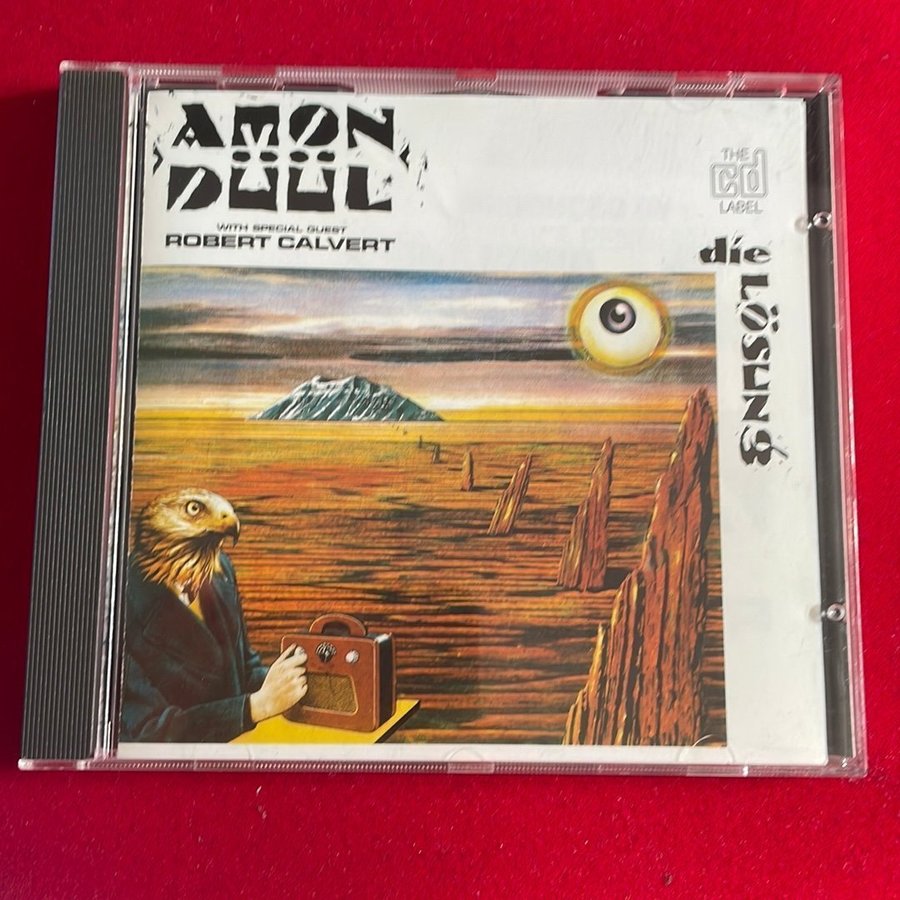 AMON
DÜÜL
WITH SPECIAL GUEST
ROBERT CALVERT
THE
cd
LABEL
die
LÖSUNG